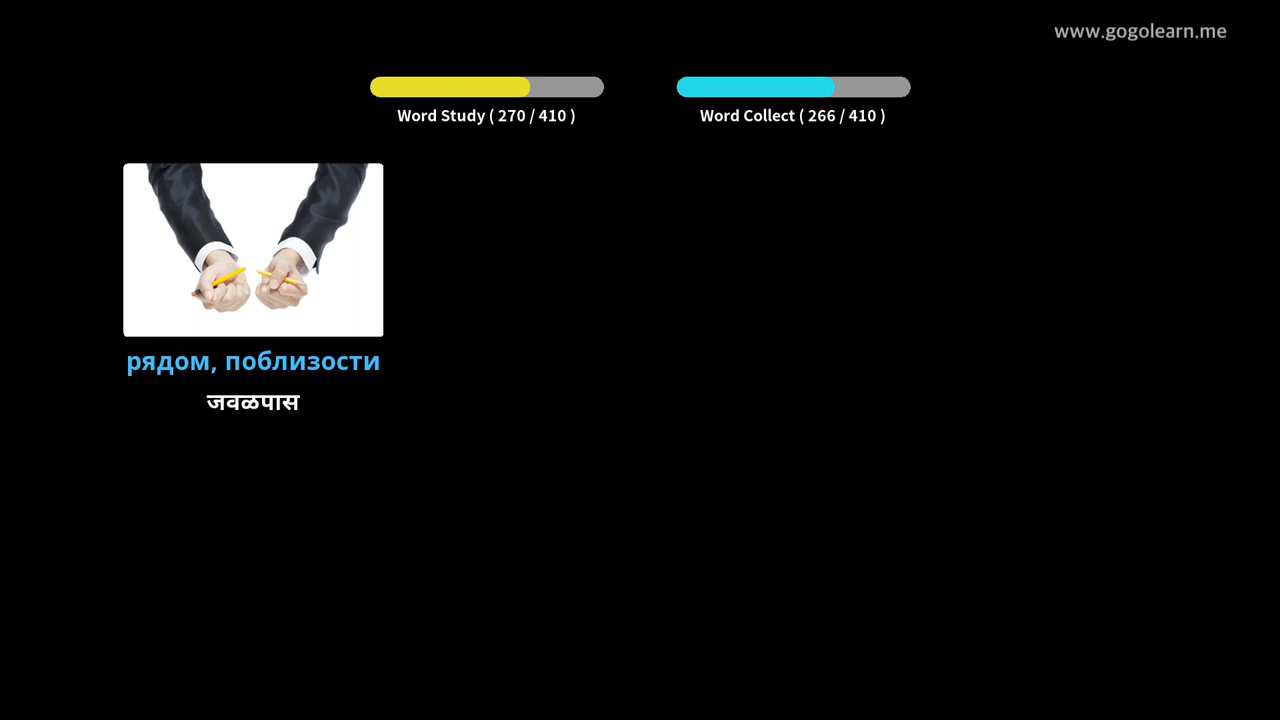 www.gogolearn.me
Word Study ( 270 / 410 )
Word Collect ( 266 / 410 )
рядом, поблизости
जवळपास